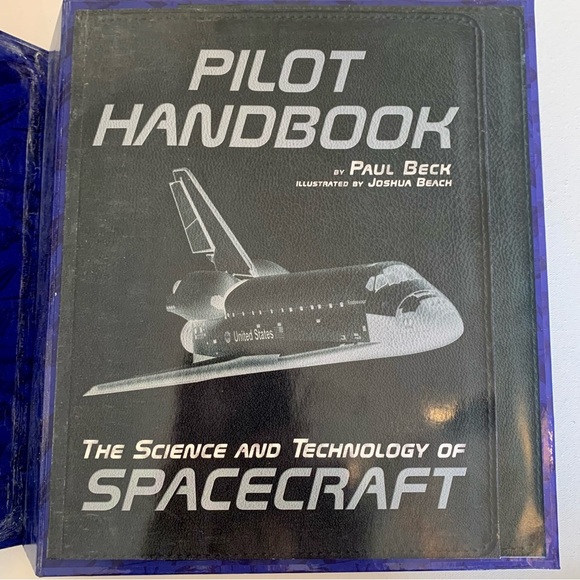 PILOT
HANDBOOK
BY PAUL BECK
ILLUSTRATED BY JOSHUA BEACH
United States
THE SCIENCE AND TECHNOLOGY OF
SPACECRAFT